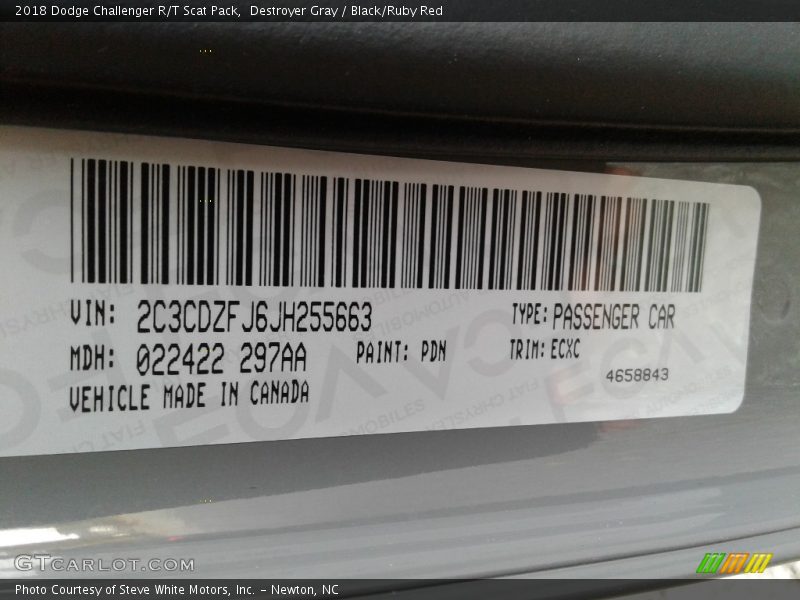 2018 Dodge Challenger R/T Scat Pack,  Destroyer Gray / Black/Ruby Red
VIN: 2C3CDZFJ6JH255663 TYPE: PASSENGER CAR
MDH: 022422 297AA PAINT: PDN TRIM: ECXC
VEHICLE MADE IN CANADA 4658843
GTCARLOT.COM
Photo Courtesy of Steve White Motors, Inc. – Newton, NC